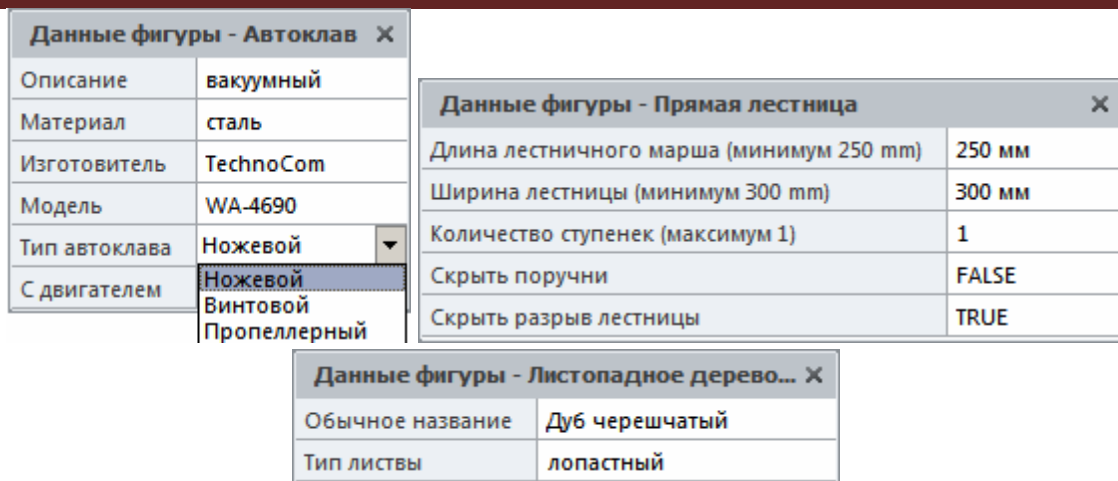 Данные фигуры - Автоклав
Описание вакуумный
Материал сталь
Изготовитель TechnoCom
Модель WA-4690
Тип автоклава Ножевой
С двигателем
Ножевой
Винтовой
Пропеллерный
Данные фигуры - Прямая лестница
Длина лестничного марша (минимум 250 mm) 250 мм
Ширина лестницы (минимум 300 mm) 300 мм
Количество ступенек (максимум 1) 1
Скрыть поручни FALSE
Скрыть разрыв лестницы TRUE
Данные фигуры - Листопадное дерево...
Обычное название Дуб черешчатый
Тип листвы лопастный